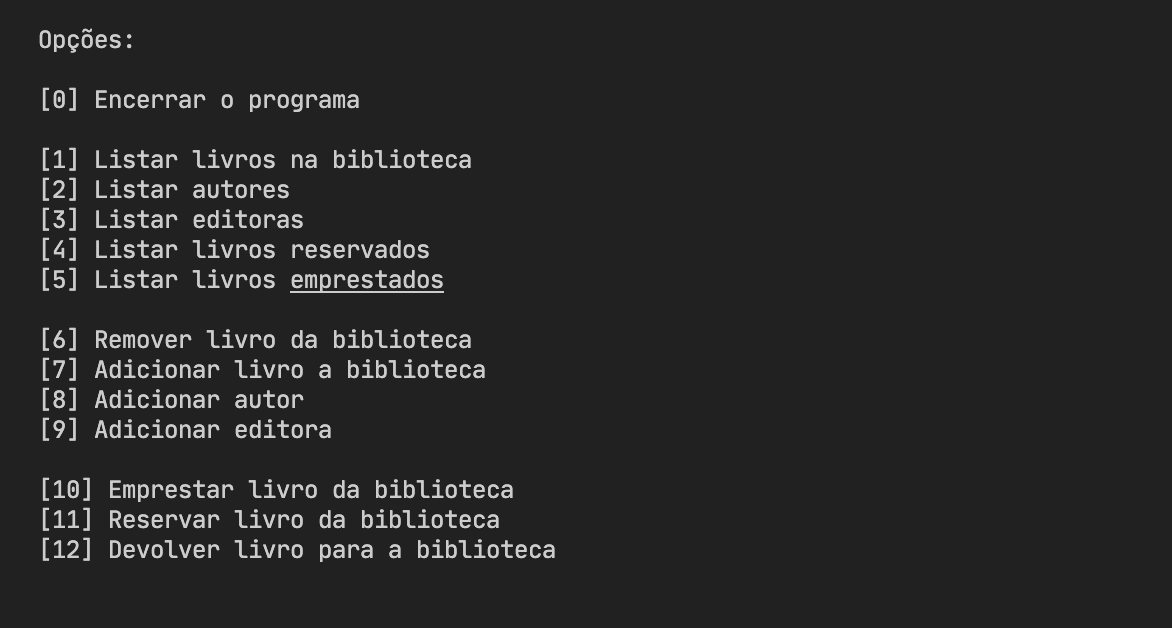 Opções:
[0] Encerrar o programa
[1] Listar livros na biblioteca
[2] Listar autores
[3] Listar editoras
[4] Listar livros reservados
[5] Listar livros emprestados
[6] Remover livro da biblioteca
[7] Adicionar livro a biblioteca
[8] Adicionar autor
[9] Adicionar editora
[10] Emprestar livro da biblioteca
[11] Reservar livro da biblioteca
[12] Devolver livro para a biblioteca